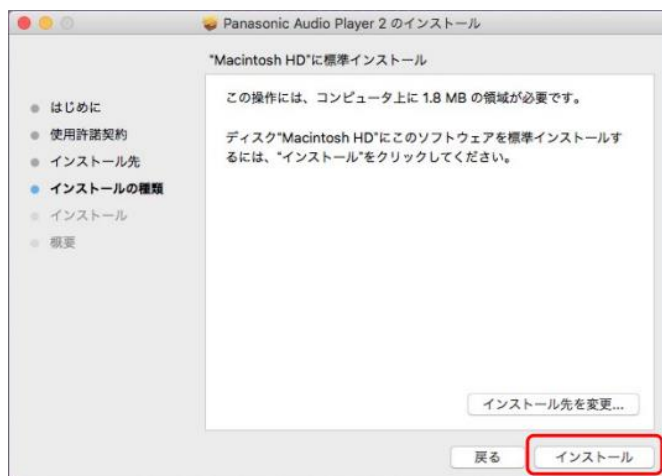 Panasonic Audio Player 2 のインストール
"Macintosh HD"に標準インストール
はじめに
使用許諾契約
インストール先
インストールの種類
インストール
概要
この操作には、コンピュータ上に 1.8 MB の領域が必要です。
ディスク"Macintosh HD"にこのソフトウェアを標準インストールす
るには、"インストール"をクリックしてください。
インストール先を変更...
戻る
インストール